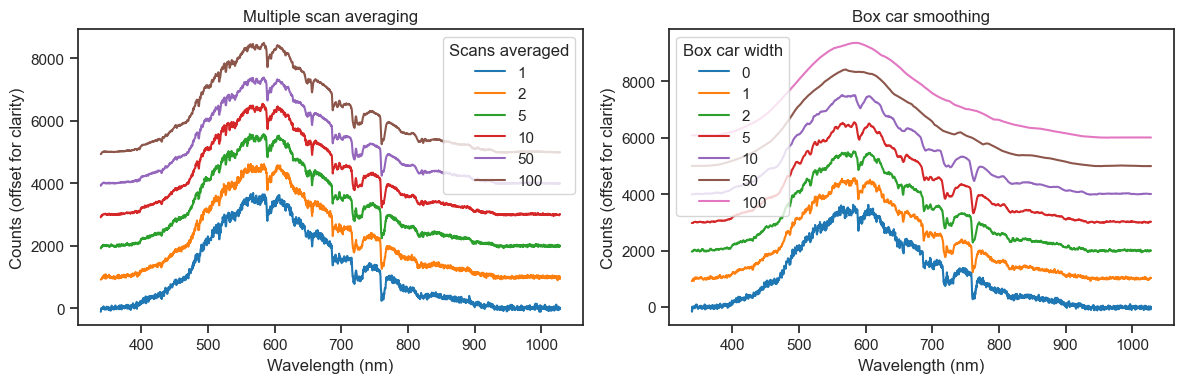 Multiple scan averaging
Counts (offset for clarity)
8000
6000
4000
2000
0
Scans averaged
1
2
5
10
50
100
400 500 600 700 800 900 1000
Wavelength (nm)
Box car smoothing
Counts (offset for clarity)
8000
6000
4000
2000
0
Box car width
0
1
2
5
10
50
100
400 500 600 700 800 900 1000
Wavelength (nm)